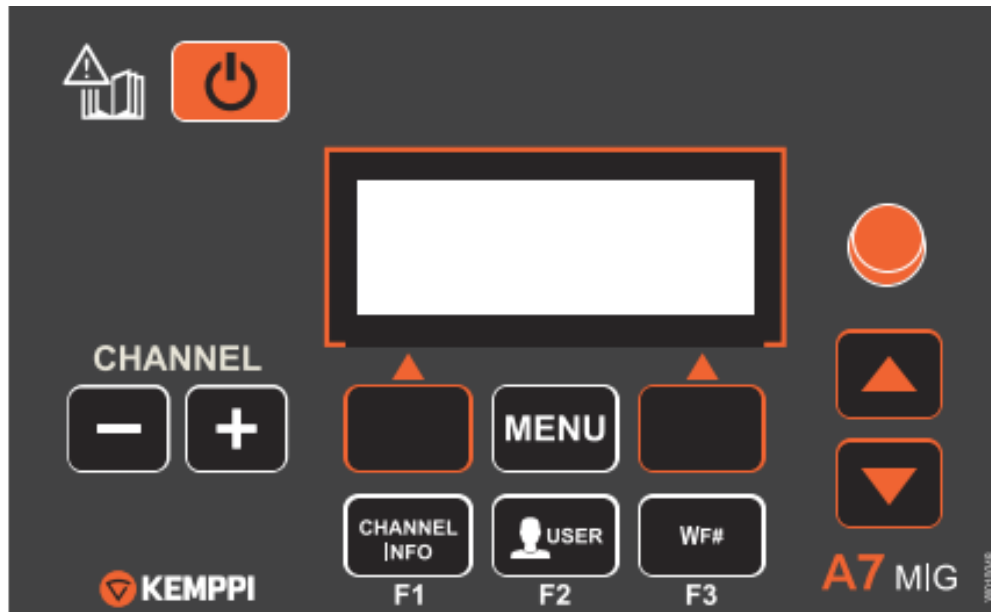 CHANNEL
− +
MENU
CHANNEL
INFO
USER
WF#
F1 F2 F3
KEMPPI
A7 MIG